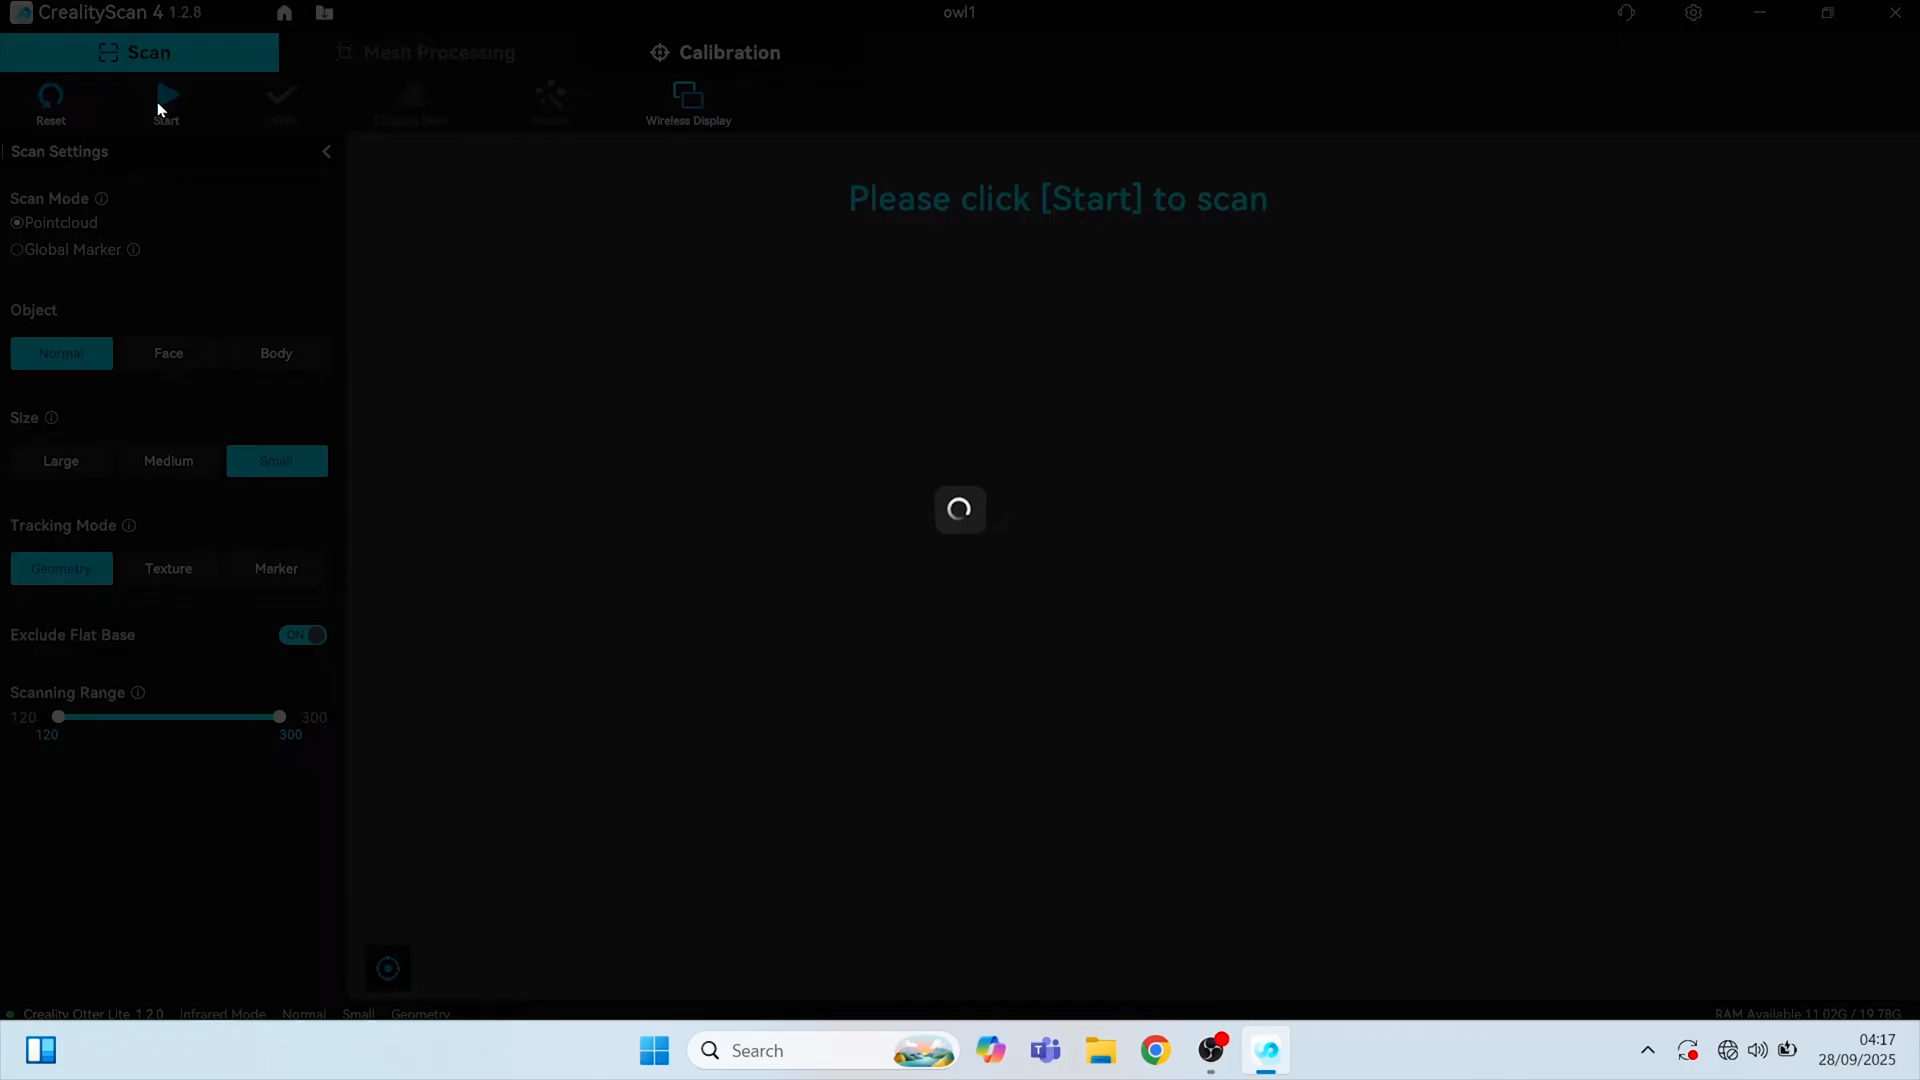 CrealityScan 4 1.2.8
owl1
Scan
Mesh Processing
Calibration
Reset
Start
Wireless Display
Scan Settings
Please click [Start] to scan
Scan Mode
Pointcloud
Global Marker
Object
Normal
Face
Body
Size
Large
Medium
Small
Tracking Mode
Geometry
Texture
Marker
Exclude Flat Base
ON
Scanning Range
120
300
120
300
Creality Otter Lite 1.2.0 Infrared Mode Normal Small Geometry
RAM Available 11.02G / 19.78G
Search
04:17
28/09/2025